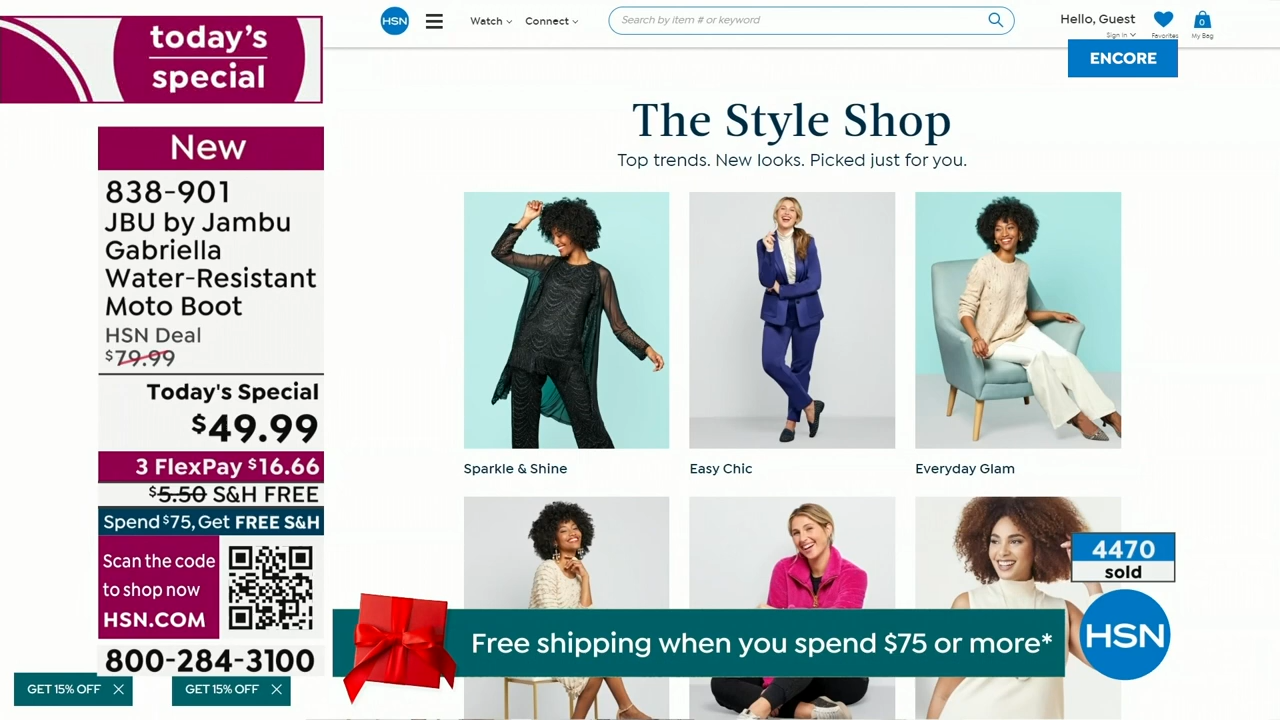 today's
special
New
838-901
JBU by Jambu
Gabriella
Water-Resistant
Moto Boot
HSN Deal
$79.99
Today's Special
$49.99
3 FlexPay $16.66
$5.50 S&H FREE
Spend $75, Get FREE S&H
Scan the code
to shop now
HSN.COM
800-284-3100
GET 15% OFF
GET 15% OFF
HSN
Watch
Connect
Search by item # or keyword
Hello, Guest
Sign In
Favorites
0
My Bag
ENCORE
The Style Shop
Top trends. New looks. Picked just for you.
Sparkle & Shine
Easy Chic
Everyday Glam
4470
sold
Free shipping when you spend $75 or more*
HSN